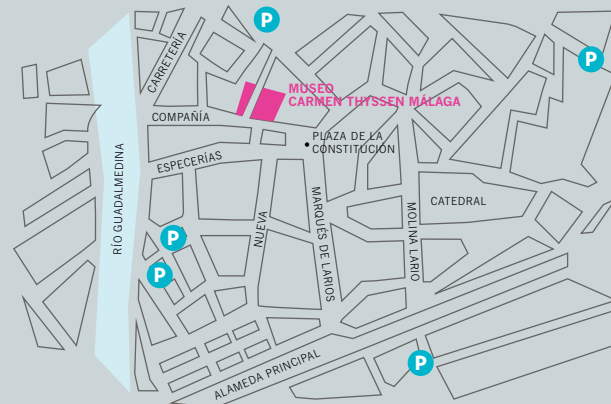 P
P
CARRETERÍA
MUSEO
CARMEN THYSSEN MÁLAGA
COMPAÑÍA
PLAZA DE LA
CONSTITUCIÓN
ESPECERÍAS
RÍO GUADALMEDINA
NUEVA
MARQUÉS DE LARIOS
MOLINA LARIO
CATEDRAL
P
P
ALAMEDA PRINCIPAL
P